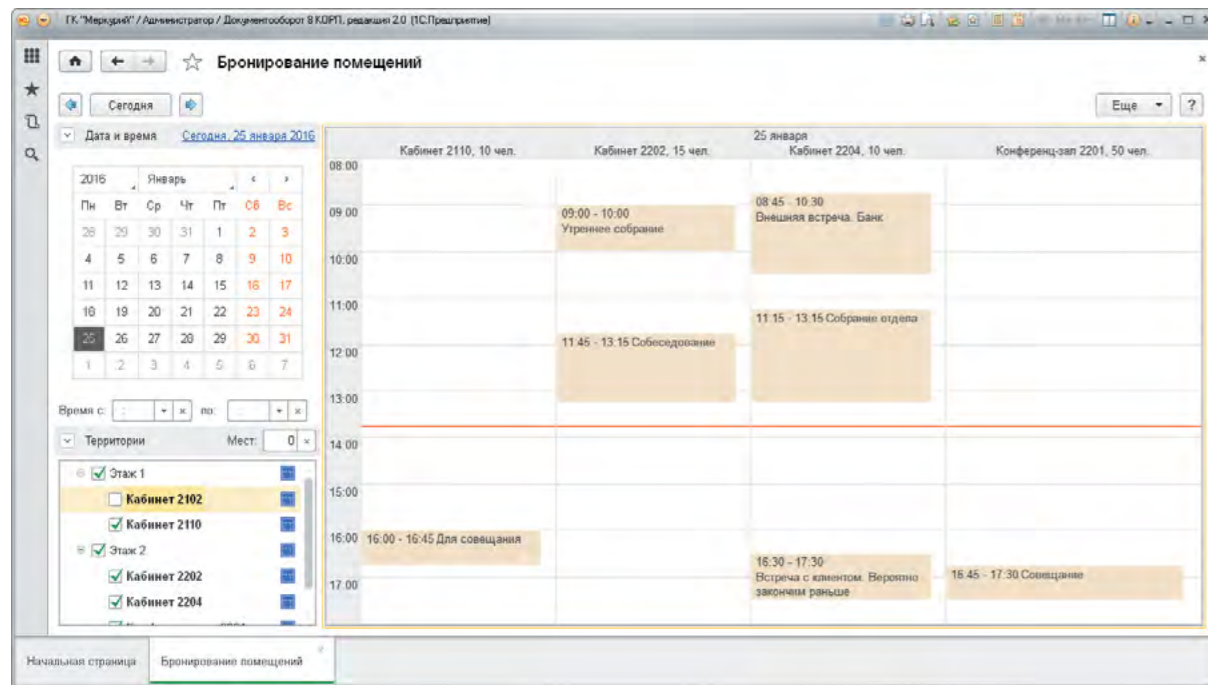 ГК "Меркурий" / Администратор / Документооборот 8 КОРП, редакция 2.0 (1С:Предприятие)
Бронирование помещений
Сегодня
Еще
?
Дата и время Сегодня, 25 января 2016
25 января
Кабинет 2110, 10 чел. Кабинет 2202, 15 чел. Кабинет 2204, 10 чел. Конференц-зал 2201, 50 чел.
2016 Январь
Пн Вт Ср Чт Пт Сб Вс
28 29 30 31 1 2 3
4 5 6 7 8 9 10
11 12 13 14 15 16 17
18 19 20 21 22 23 24
25 26 27 28 29 30 31
1 2 3 4 5 6 7
Время с: по:
Территории Мест: 0
Этаж 1
Кабинет 2102
Кабинет 2110
Этаж 2
Кабинет 2202
Кабинет 2204
08:00
09:00
10:00
11:00
12:00
13:00
14:00
15:00
16:00
17:00
16:00 - 16:45 Для совещания
09:00 - 10:00
Утреннее собрание
11:45 - 13:15 Собеседование
08:45 - 10:30
Внешняя встреча. Банк
11:15 - 13:15 Собрание отдела
16:30 - 17:30
Встреча с клиентом. Вероятно
закончим раньше
16:45 - 17:30 Совещание
Начальная страница Бронирование помещений